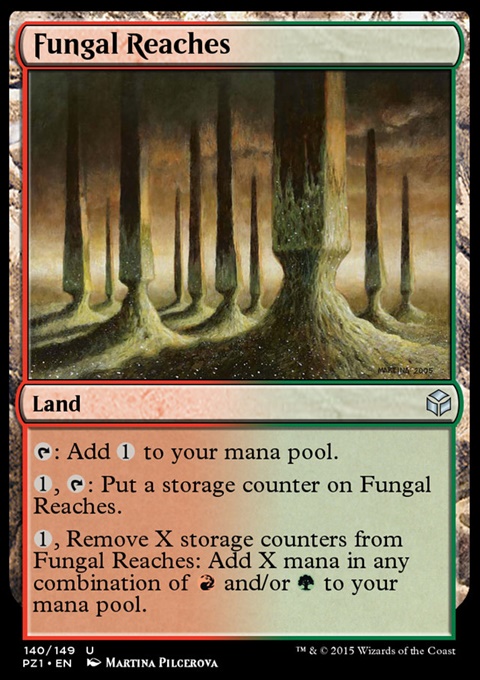 Fungal Reaches
MARTINA 2005
Land
: Add 1 to your mana pool.
1, : Put a storage counter on Fungal
Reaches.
1, Remove X storage counters from
Fungal Reaches: Add X mana in any
combination of and/or to your
mana pool.
140/149 U
PZ1 • EN Martina Pilcerova
™ & © 2015 Wizards of the Coast